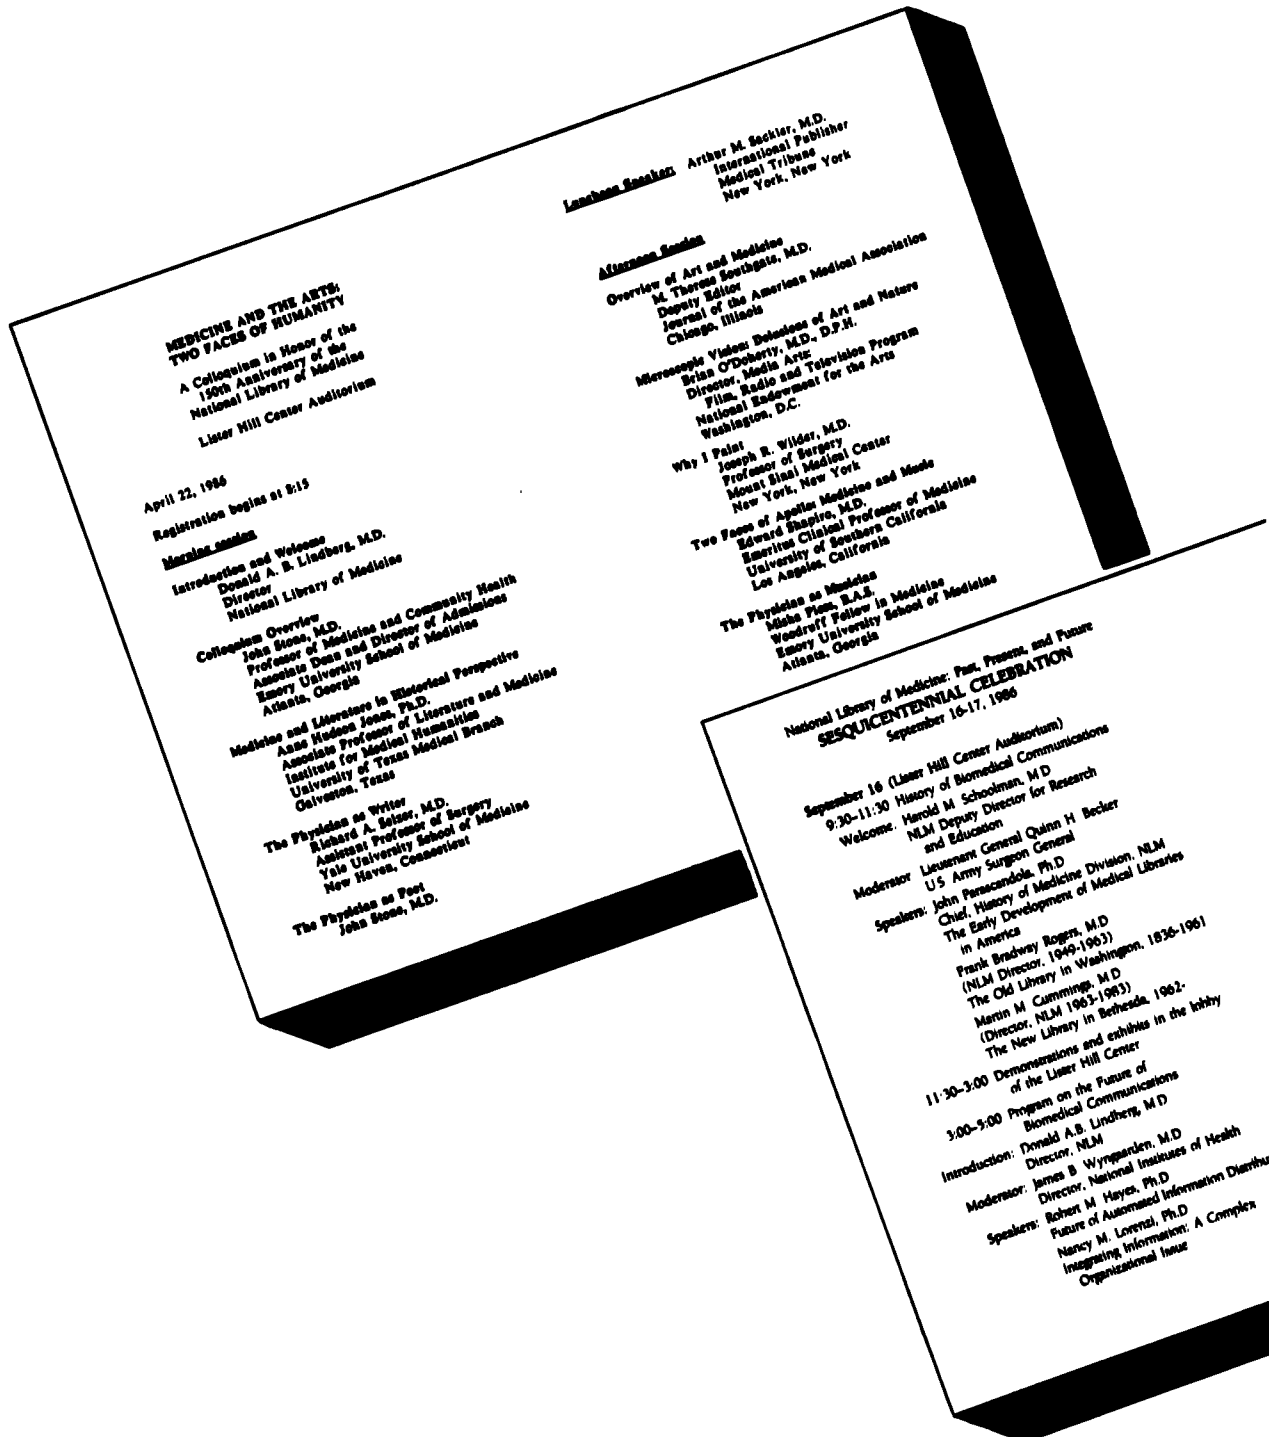 MEDICINE AND THE ARTS:
TWO FACES OF HUMANITY
A Colloquium in Honor of the
150th Anniversary of the
National Library of Medicine
Lister Hill Center Auditorium
April 22, 1986
Registration begins at 8:15
Morning session
Introduction and Welcome
Donald A. B. Lindberg, M.D.
Director
National Library of Medicine
Colloquium Overview
John Stone, M.D.
Professor of Medicine and Community Health
Associate Dean and Director of Admissions
Emory University School of Medicine
Atlanta, Georgia
Medicine and Literature in Historical Perspective
Anne Hudson Jones, Ph.D.
Associate Professor of Literature and Medicine
Institute for Medical Humanities
University of Texas Medical Branch
Galveston, Texas
The Physician as Writer
Richard A. Selzer, M.D.
Assistant Professor of Surgery
Yale University School of Medicine
New Haven, Connecticut
The Physician as Poet
John Stone, M.D.
Luncheon Speaker: Arthur M. Sackler, M.D.
International Publisher
Medical Tribune
New York, New York
Afternoon Session
Overview of Art and Medicine
M. Therese Southgate, M.D.
Deputy Editor
Journal of the American Medical Association
Chicago, Illinois
Microscopic Vision: Delusions of Art and Nature
Brian O'Doherty, M.D., D.P.H.
Director, Media Arts:
Film, Radio and Television Program
National Endowment for the Arts
Washington, D.C.
Why I Paint
Joseph R. Wilder, M.D.
Professor of Surgery
Mount Sinai Medical Center
New York, New York
Two Faces of Apollo: Medicine and Music
Edward Shapiro, M.D.
Emeritus Clinical Professor of Medicine
University of Southern California
Los Angeles, California
The Physician as Musician
Misha Pless, B.A.S.
Woodruff Fellow in Medicine
Emory University School of Medicine
Atlanta, Georgia
National Library of Medicine: Past, Present, and Future
SESQUICENTENNIAL CELEBRATION
September 16-17, 1986
September 16 (Lister Hill Center Auditorium)
9:30-11:30 History of Biomedical Communications
Welcome: Harold M. Schoolman, M D
NLM Deputy Director for Research
and Education
Moderator Lieutenant General Quinn H Becker
U S Army Surgeon General
Speakers: John Parascandola, Ph.D
Chief, History of Medicine Division, NLM
The Early Development of Medical Libraries
in America
Frank Bradway Rogers, M.D
(NLM Director, 1949-1963)
The Old Library in Washington, 1836-1961
Martin M Cummings, M D
(Director, NLM 1963-1983)
The New Library in Bethesda, 1962-
11:30-3:00 Demonstrations and exhibits in the lobby
of the Lister Hill Center
3:00-5:00 Program on the Future of
Biomedical Communications
Introduction: Donald A.B. Lindberg, M D
Director, NLM
Moderator: James B Wyngaarden, M.D
Director, National Institutes of Health
Speakers: Robert M Hayes, Ph.D
Future of Automated Information Distribu
Nancy M. Lorenzi, Ph.D
Integrating Information: A Complex
Organizational Issue